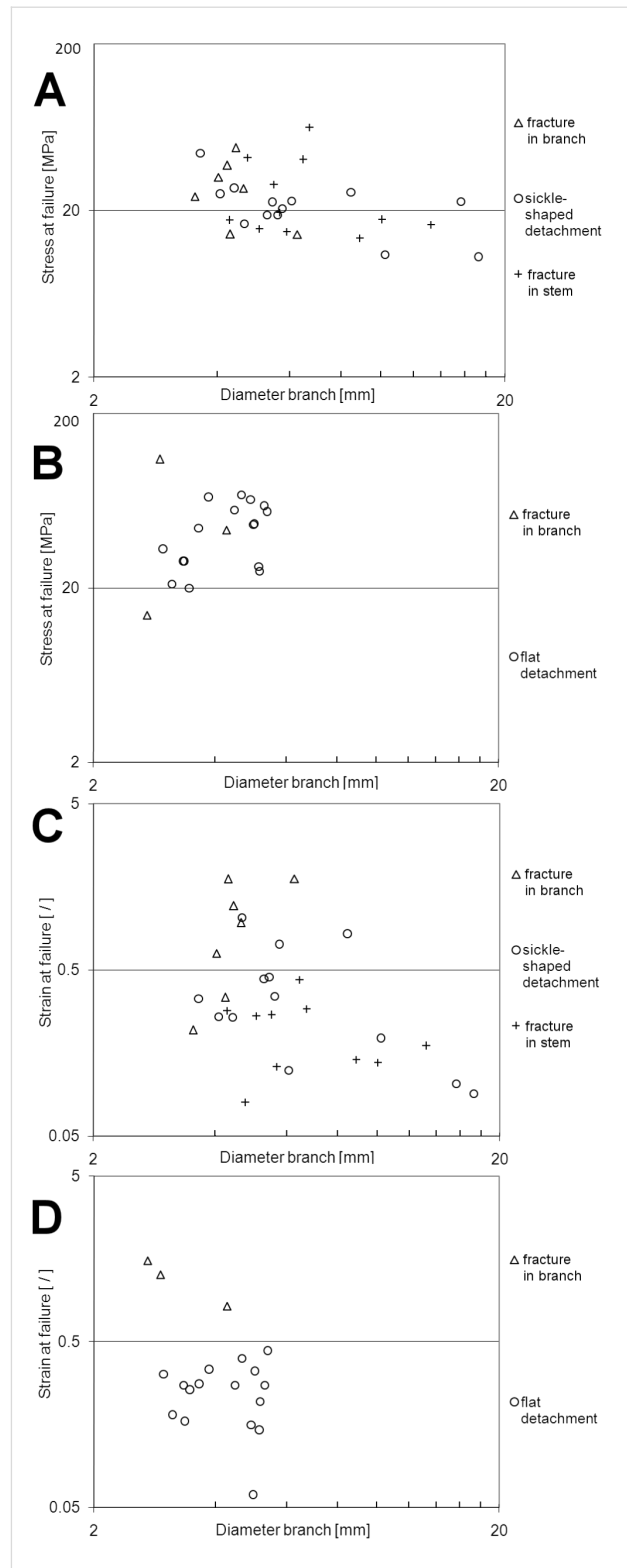 A
200
20
2
Stress at failure [MPa]
2
Diameter branch [mm]
20
fracture
in branch
sickle-
shaped
detachment
fracture
in stem
B
200
20
2
Stress at failure [MPa]
2
Diameter branch [mm]
20
fracture
in branch
flat
detachment
C
5
0.5
0.05
Strain at failure [ / ]
2
Diameter branch [mm]
20
fracture
in branch
sickle-
shaped
detachment
fracture
in stem
D
5
0.5
0.05
Strain at failure [ / ]
2
Diameter branch [mm]
20
fracture
in branch
flat
detachment